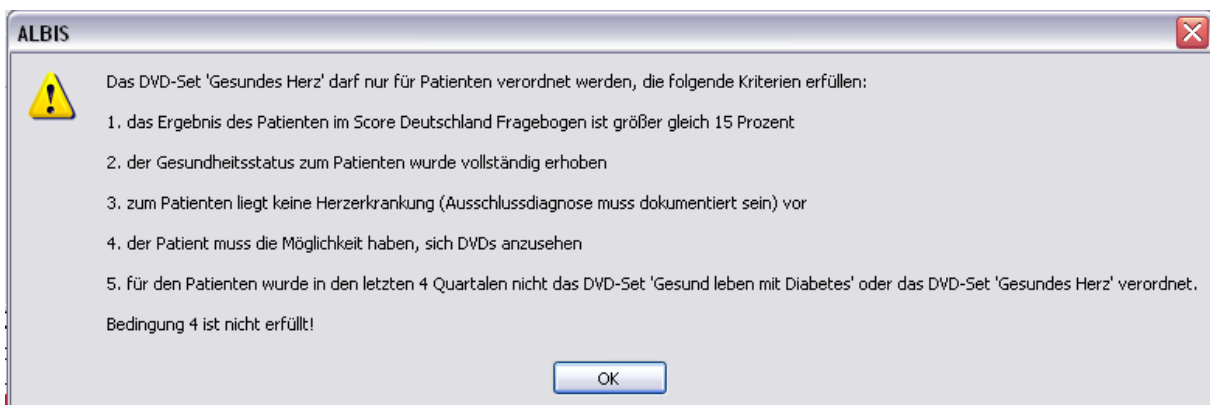 ALBIS
Das DVD-Set 'Gesundes Herz' darf nur für Patienten verordnet werden, die folgende Kriterien erfüllen:
1. das Ergebnis des Patienten im Score Deutschland Fragebogen ist größer gleich 15 Prozent
2. der Gesundheitsstatus zum Patienten wurde vollständig erhoben
3. zum Patienten liegt keine Herzerkrankung (Ausschlussdiagnose muss dokumentiert sein) vor
4. der Patient muss die Möglichkeit haben, sich DVDs anzusehen
5. für den Patienten wurde in den letzten 4 Quartalen nicht das DVD-Set 'Gesund leben mit Diabetes' oder das DVD-Set 'Gesundes Herz' verordnet.
Bedingung 4 ist nicht erfüllt!
OK